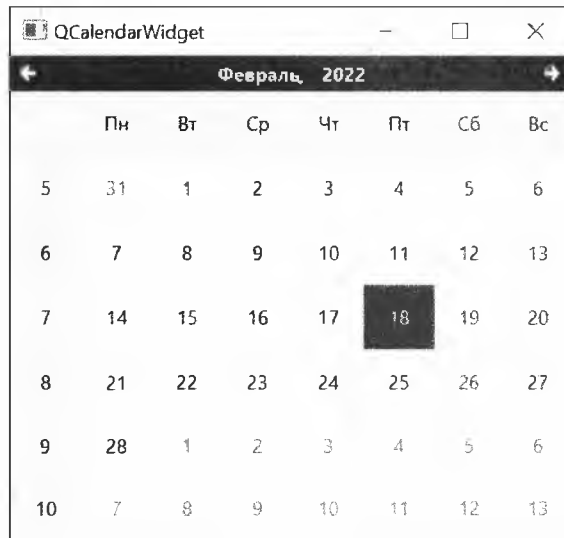 QCalendarWidget
Февраль, 2022
Пн Вт Ср Чт Пт Сб Вс
5 31 1 2 3 4 5 6
6 7 8 9 10 11 12 13
7 14 15 16 17 18 19 20
8 21 22 23 24 25 26 27
9 28 1 2 3 4 5 6
10 7 8 9 10 11 12 13